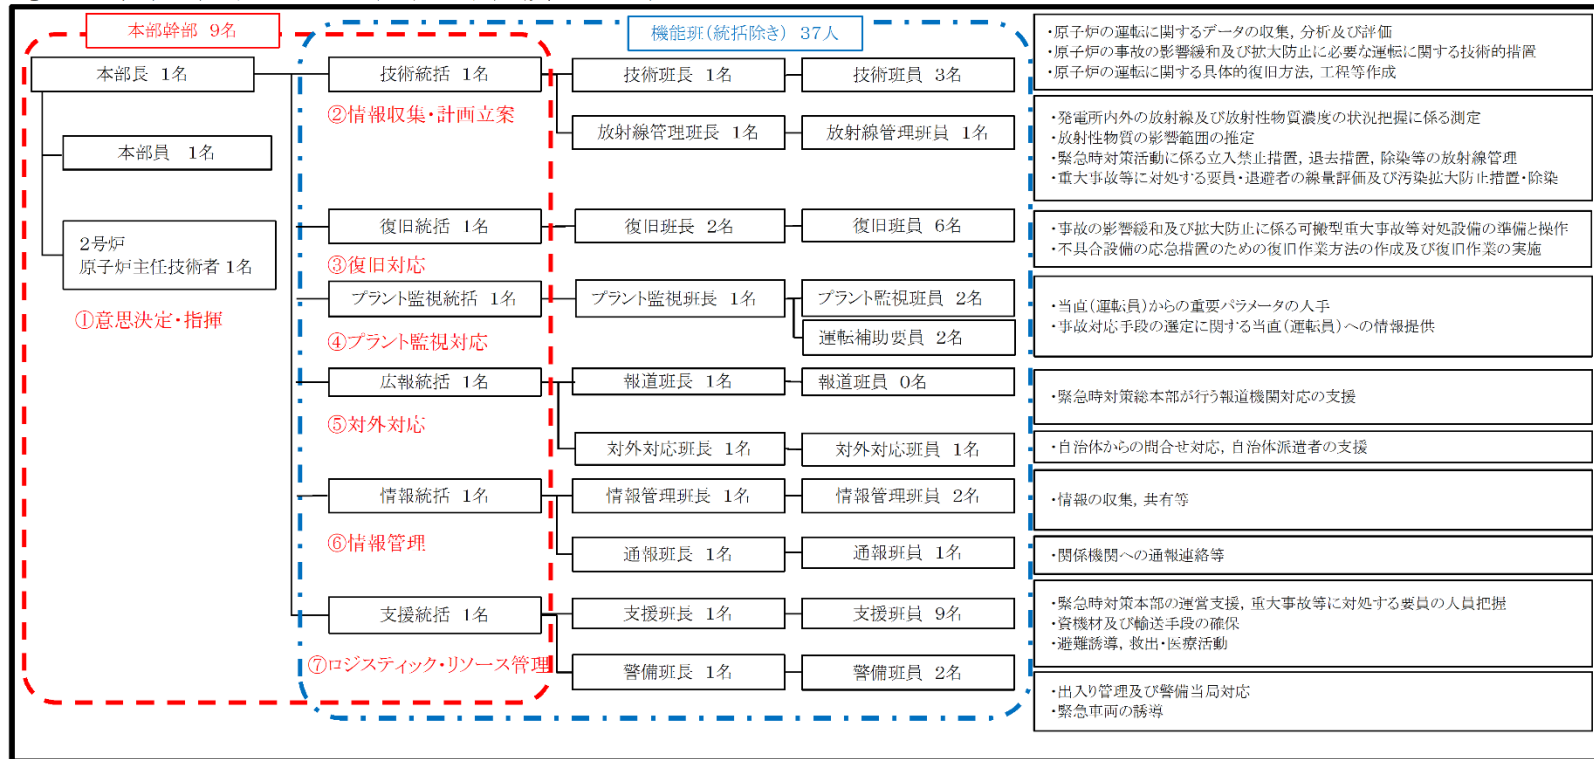 本部幹部 9名
機能班(統括除き) 37人
本部長 1名
技術統括 1名
技術班長 1名
技術班員 3名
・原子炉の運転に関するデータの収集, 分析及び評価
・原子炉の事故の影響緩和及び拡大防止に必要な運転に関する技術的措置
・原子炉の運転に関する具体的復旧方法, 工程等作成
②情報収集・計画立案
放射線管理班長 1名
放射線管理班員 1名
・発電所内外の放射線及び放射性物質濃度の状況把握に係る測定
・放射性物質の影響範囲の推定
・緊急時対策活動に係る立入禁止措置, 退去措置, 除染等の放射線管理
・重大事故等に対処する要員・退避者の線量評価及び汚染拡大防止措置・除染
本部員 1名
2号炉
原子炉主任技術者 1名
①意思決定・指揮
復旧統括 1名
復旧班長 2名
復旧班員 6名
・事故の影響緩和及び拡大防止に係る可搬型重大事故等対処設備の準備と操作
・不具合設備の応急措置のための復旧作業方法の作成及び復旧作業の実施
③復旧対応
プラント監視統括 1名
プラント監視班長 1名
プラント監視班員 2名
運転補助要員 2名
・当直(運転員)からの重要パラメータの入手
・事故対応手段の選定に関する当直(運転員)への情報提供
④プラント監視対応
広報統括 1名
報道班長 1名
報道班員 0名
・緊急時対策総本部が行う報道機関対応の支援
⑤対外対応
対外対応班長 1名
対外対応班員 1名
・自治体からの問合せ対応, 自治体派遣者の支援
情報統括 1名
情報管理班長 1名
情報管理班員 2名
・情報の収集, 共有等
⑥情報管理
通報班長 1名
通報班員 1名
・関係機関への通報連絡等
支援統括 1名
支援班長 1名
支援班員 9名
・緊急時対策本部の運営支援, 重大事故等に対処する要員の人員把握
・資機材及び輸送手段の確保
・避難誘導, 救出・医療活動
⑦ロジスティック・リソース管理
警備班長 1名
警備班員 2名
・出入り管理及び警備当局対応
・緊急車両の誘導